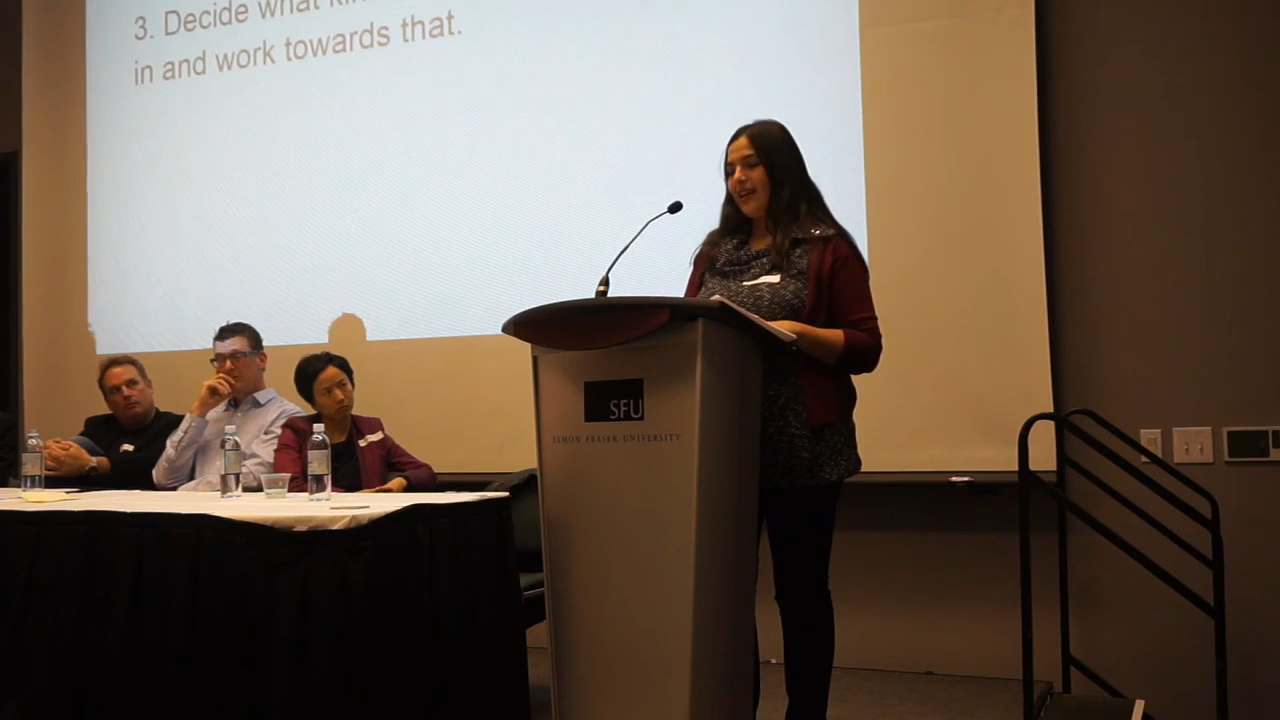 3. Decide what
in and work towards that.
SFU
SIMON FRASER UNIVERSITY